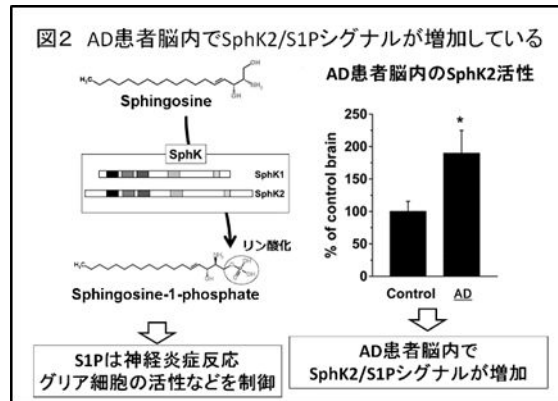 図2 AD患者脳内でSphK2/S1Pシグナルが増加している
H₃C
OH
NH₂
OH
Sphingosine
SphK
SphK1
SphK2
リン酸化
H₃C
Sphingosine-1-phosphate
S1Pは神経炎症反応
グリア細胞の活性などを制御
AD患者脳内のSphK2活性
% of control brain
250
200
150
100
50
0
*
Control AD
AD患者脳内で
SphK2/S1Pシグナルが増加